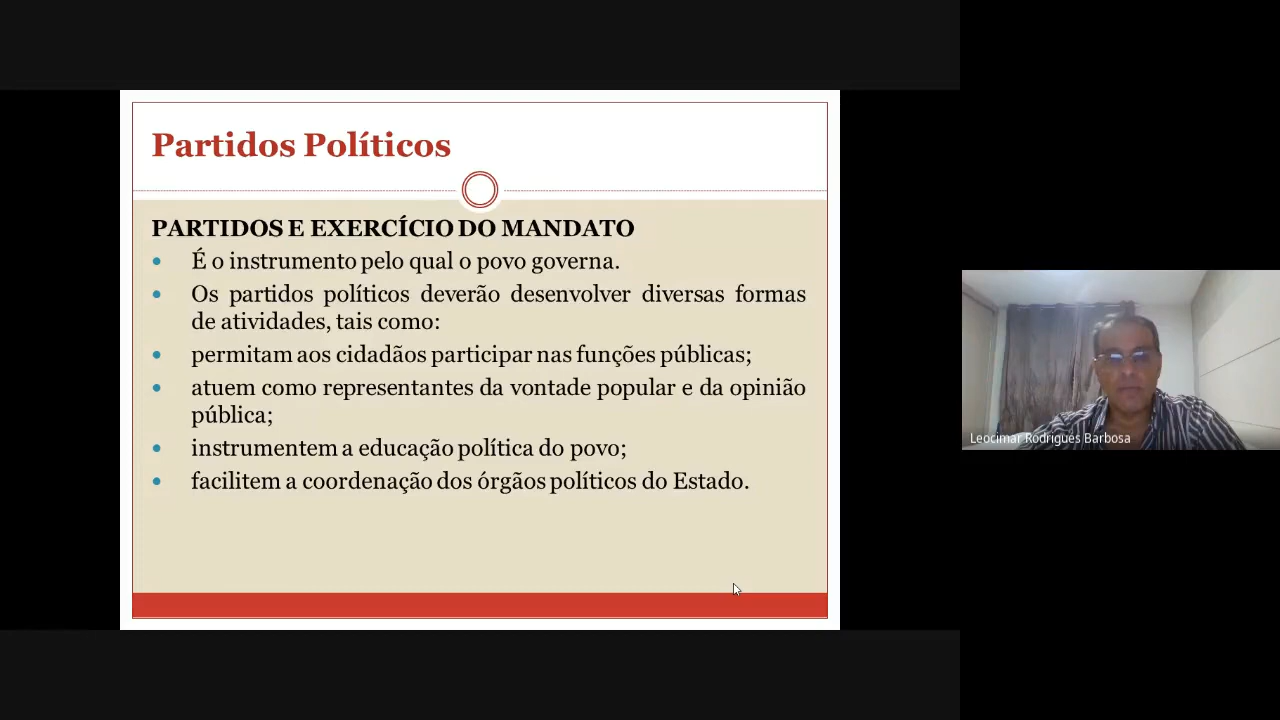 Partidos Políticos
PARTIDOS E EXERCÍCIO DO MANDATO
• É o instrumento pelo qual o povo governa.
• Os partidos políticos deverão desenvolver diversas formas
de atividades, tais como:
• permitam aos cidadãos participar nas funções públicas;
• atuem como representantes da vontade popular e da opinião
pública;
• instrumentem a educação política do povo;
• facilitem a coordenação dos órgãos políticos do Estado.
Leocimar Rodrigues Barbosa